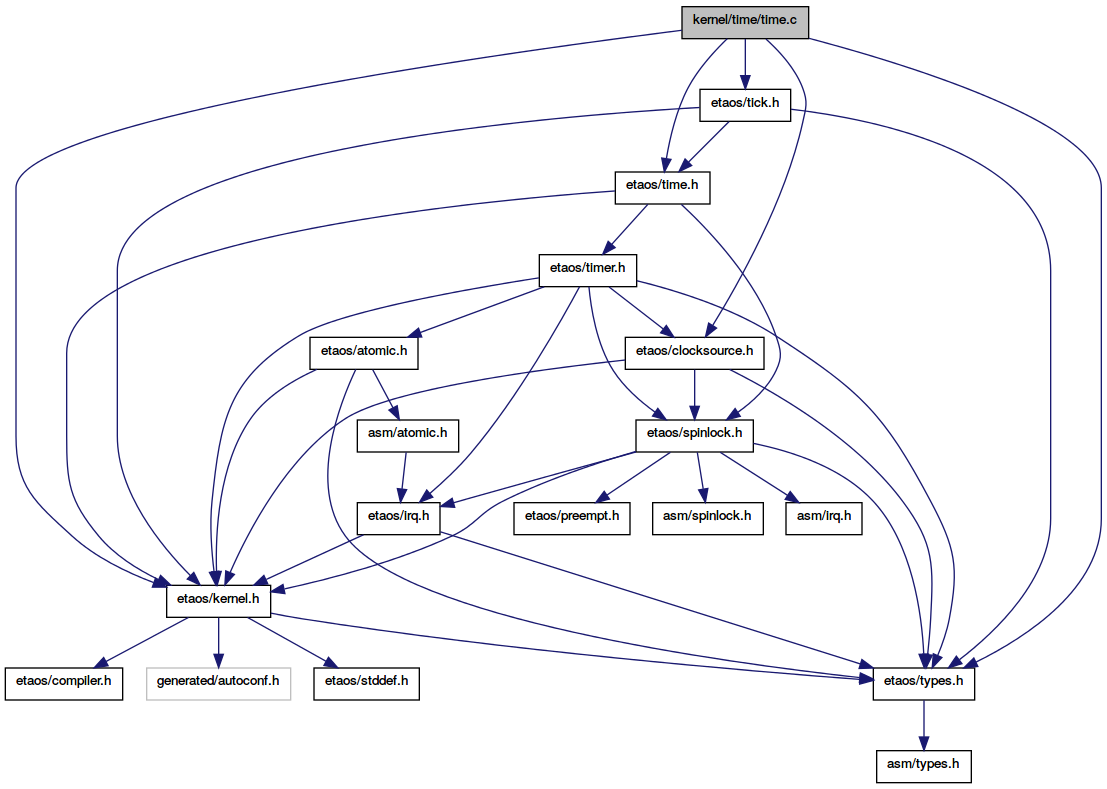 kernel/time/time.c
etaos/tick.h
etaos/time.h
etaos/timer.h
etaos/atomic.h
etaos/clocksource.h
asm/atomic.h
etaos/spinlock.h
etaos/irq.h
etaos/preempt.h
asm/spinlock.h
asm/irq.h
etaos/kernel.h
etaos/compiler.h
generated/autoconf.h
etaos/stddef.h
etaos/types.h
asm/types.h